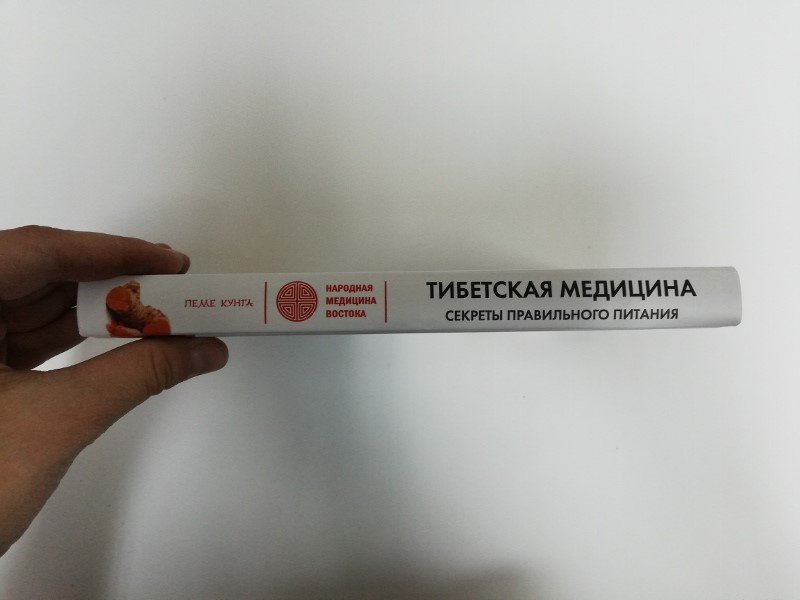 ПЕМЕ КУНГА
НАРОДНАЯ
МЕДИЦИНА
ВОСТОКА
ТИБЕТСКАЯ МЕДИЦИНА
СЕКРЕТЫ ПРАВИЛЬНОГО ПИТАНИЯ